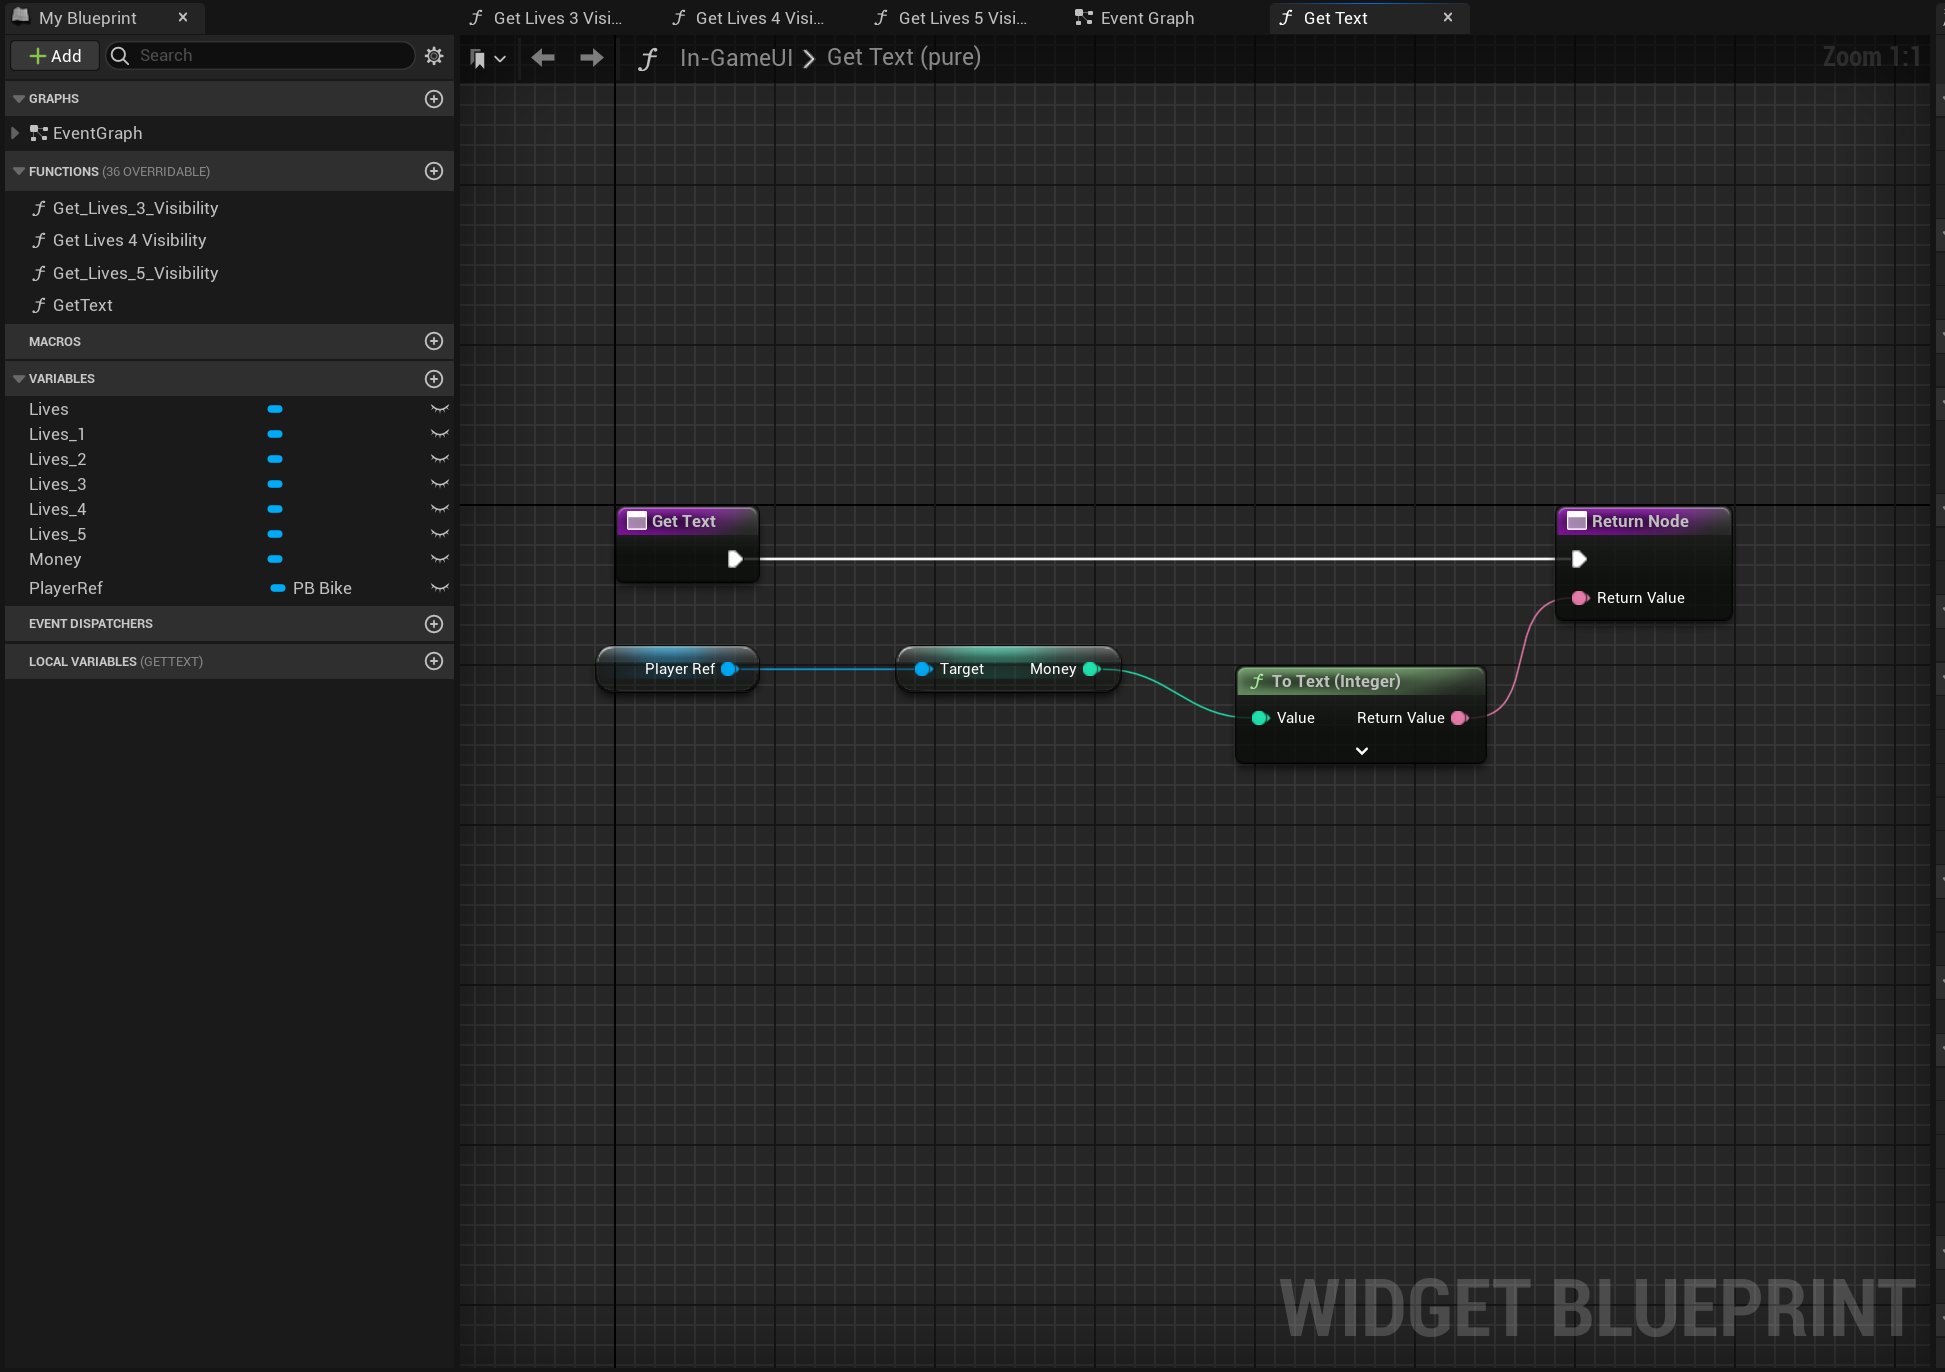 My Blueprint
Get Lives 3 Visi...
Get Lives 4 Visi...
Get Lives 5 Visi...
Event Graph
Get Text
Add
Search
In-GameUI
Get Text (pure)
Zoom 1:1
GRAPHS
EventGraph
FUNCTIONS (36 OVERRIDABLE)
Get_Lives_3_Visibility
Get Lives 4 Visibility
Get_Lives_5_Visibility
GetText
MACROS
VARIABLES
Lives
Lives_1
Lives_2
Lives_3
Lives_4
Lives_5
Money
PlayerRef
PB Bike
EVENT DISPATCHERS
LOCAL VARIABLES (GETTEXT)
Get Text
Return Node
Return Value
Player Ref
Target
Money
To Text (Integer)
Value
Return Value
WIDGET BLUEPRINT